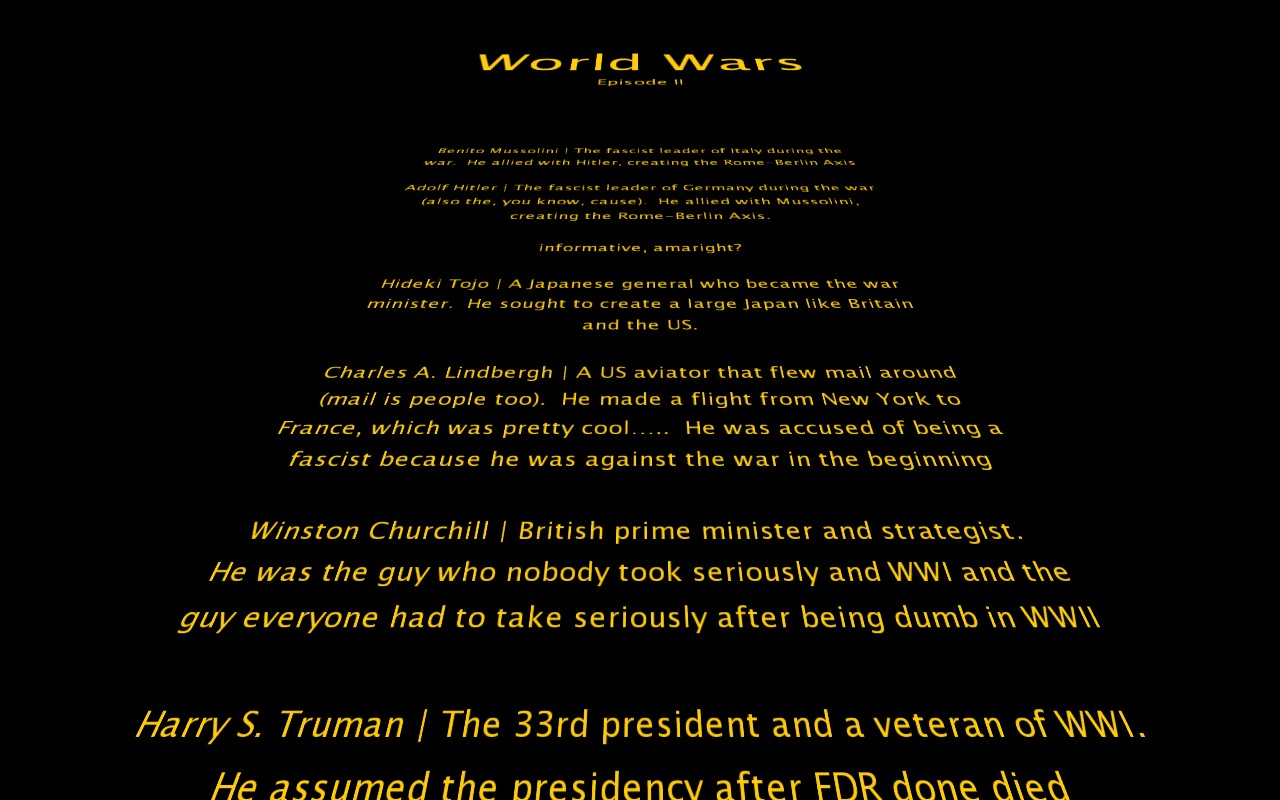 World Wars
Episode II
Benito Mussolini | The fascist leader of Italy during the
war.  He allied with Hitler, creating the Rome-Berlin Axis
Adolf Hitler | The fascist leader of Germany during the war
(also the, you know, cause).  He allied with Mussolini,
creating the Rome-Berlin Axis.
informative, amaright?
Hideki Tojo | A Japanese general who became the war
minister.  He sought to create a large Japan like Britain
and the US.
Charles A. Lindbergh | A US aviator that flew mail around
(mail is people too).  He made a flight from New York to
France, which was pretty cool.....  He was accused of being a
fascist because he was against the war in the beginning
Winston Churchill | British prime minister and strategist.
He was the guy who nobody took seriously and WWI and the
guy everyone had to take seriously after being dumb in WWII
Harry S. Truman | The 33rd president and a veteran of WWI.
He assumed the presidency after FDR done died